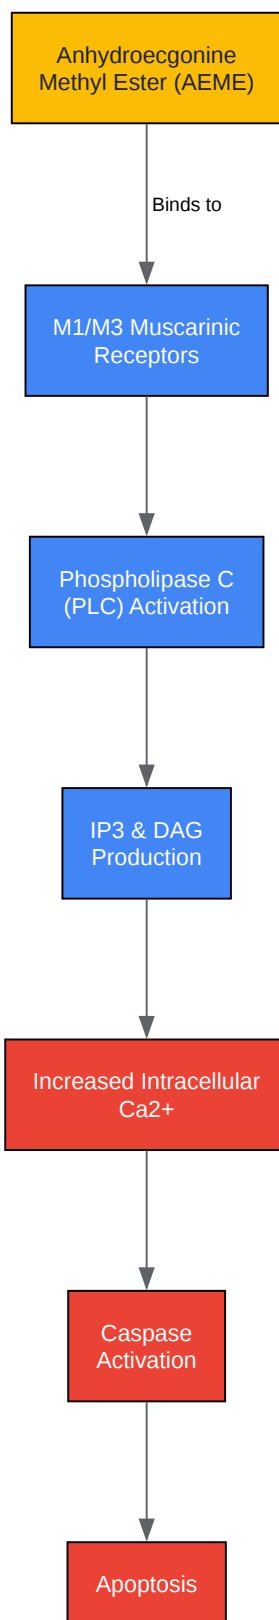 Anhydroecgonine
Methyl Ester (AEME)
Binds to
M1/M3 Muscarinic
Receptors
Phospholipase C
(PLC) Activation
IP3 & DAG
Production
Increased Intracellular
Ca2+
Caspase
Activation
Apoptosis